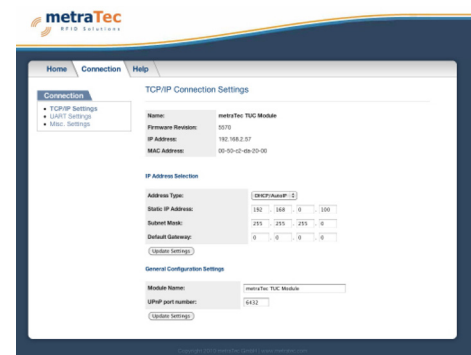 metraTec
RFID Solutions
Home Connection Help
Connection
TCP/IP Settings
UART Settings
Misc. Settings
TCP/IP Connection Settings
Name: metraTec TUC Module
Firmware Revision: 5570
IP Address: 192.168.2.57
MAC Address: 00-50-c2-da-20-00
IP Address Selection
Address Type: DHCP/AutoIP
Static IP Address: 192 . 168 . 0 . 100
Subnet Mask: 255 . 255 . 255 . 0
Default Gateway: 0 . 0 . 0 . 0
Update Settings
General Configuration Settings
Module Name: metraTec TUC Module
UPnP port number: 6432
Update Settings